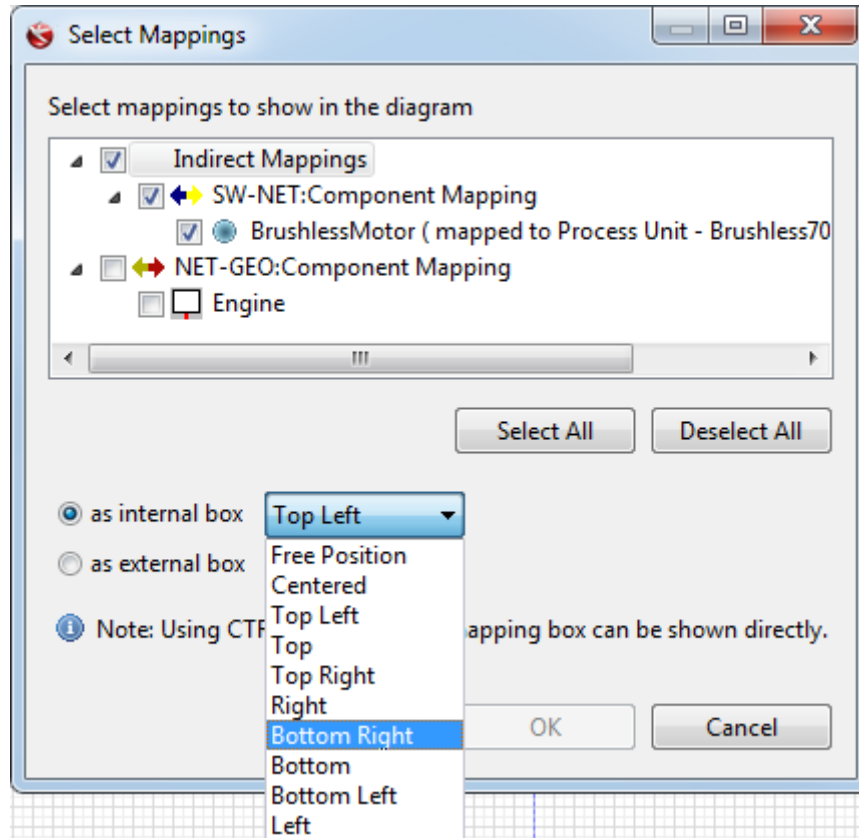 Select Mappings
Select mappings to show in the diagram
Indirect Mappings
SW-NET:Component Mapping
BrushlessMotor ( mapped to Process Unit - Brushless70
NET-GEO:Component Mapping
Engine
Select All Deselect All
as internal box Top Left
as external box
Free Position
Centered
Top Left
Top
Top Right
Right
Bottom Right
Bottom
Bottom Left
Left
Note: Using apping box can be shown directly.
OK Cancel